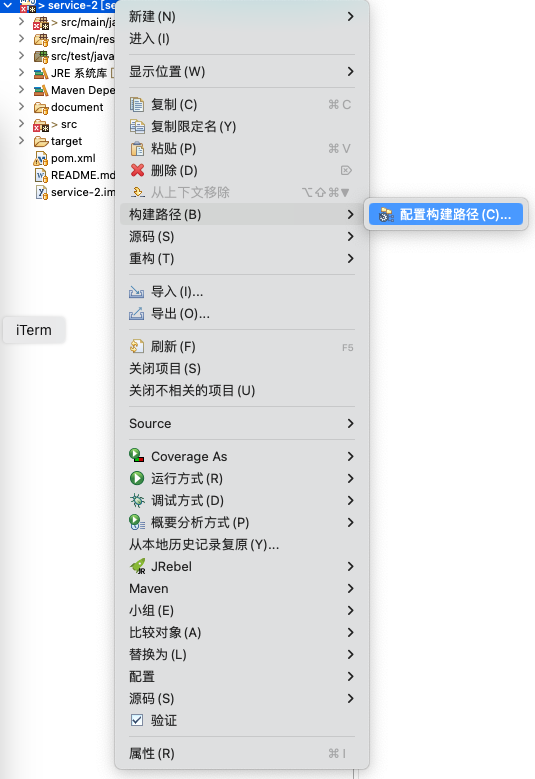 > service-2 [se
> src/main/ja
src/main/res
src/test/java
JRE 系统库 [
Maven Depe
document
> src
target
pom.xml
README.md
service-2.im
iTerm
新建 (N)
进入 (I)
显示位置 (W)
复制 (C) ⌘C
复制限定名 (Y)
粘贴 (P) ⌘V
删除 (D) ⌦
从上下文移除 ⌥⇧⌘▼
构建路径 (B)
配置构建路径 (C)...
源码 (S)
重构 (T)
导入 (I)...
导出 (O)...
刷新 (F) F5
关闭项目 (S)
关闭不相关的项目 (U)
Source
Coverage As
运行方式 (R)
调试方式 (D)
概要分析方式 (P)
从本地历史记录复原 (Y)...
JRebel
Maven
小组 (E)
比较对象 (A)
替换为 (L)
配置
源码 (S)
验证
属性 (R) ⌘I